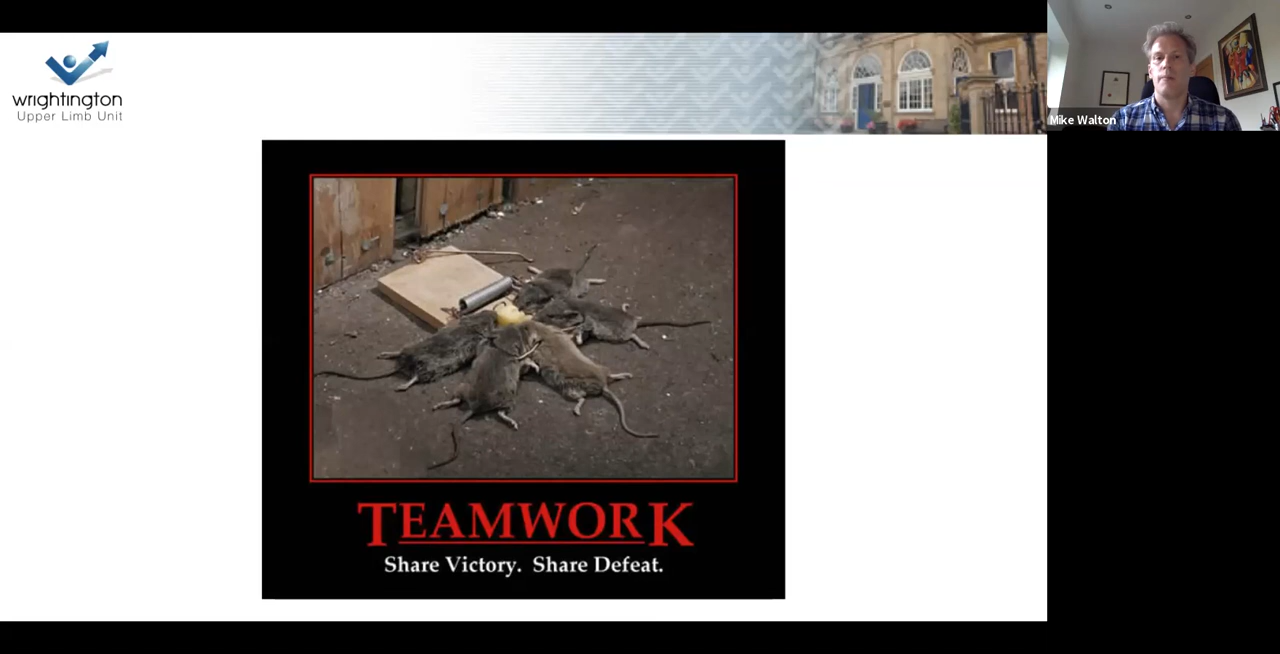 wrightington
Upper Limb Unit
Mike Walton
TEAMWORK
Share Victory. Share Defeat.